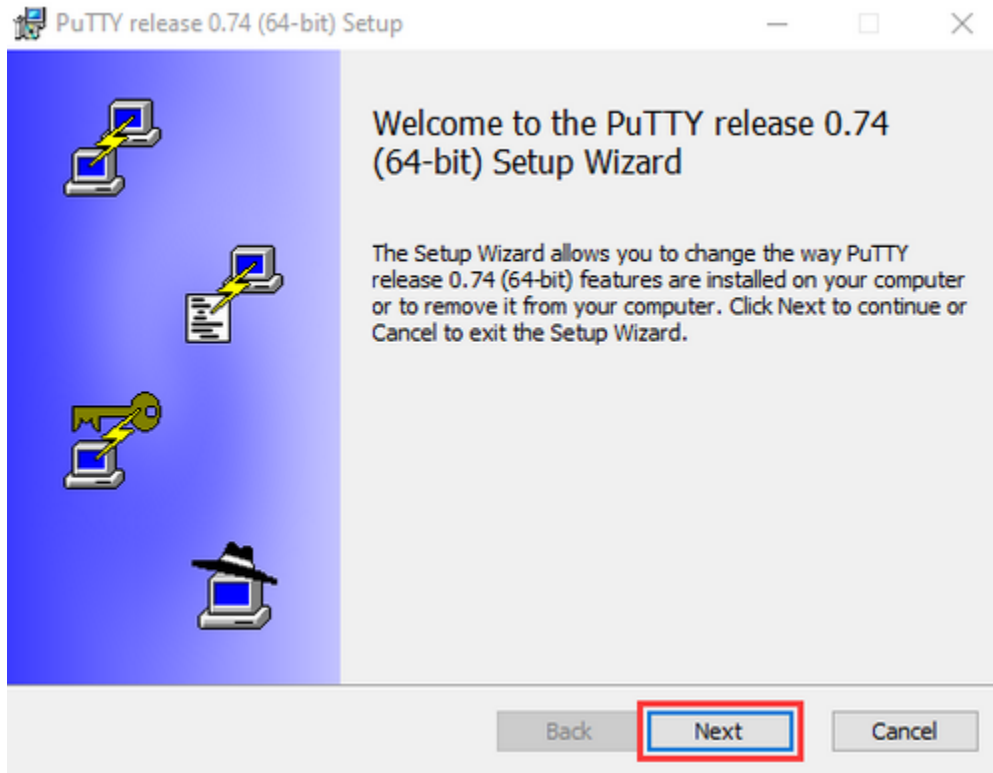 PuTTY release 0.74 (64-bit) Setup
Welcome to the PuTTY release 0.74
(64-bit) Setup Wizard
The Setup Wizard allows you to change the way PuTTY
release 0.74 (64-bit) features are installed on your computer
or to remove it from your computer. Click Next to continue or
Cancel to exit the Setup Wizard.
Back Next Cancel